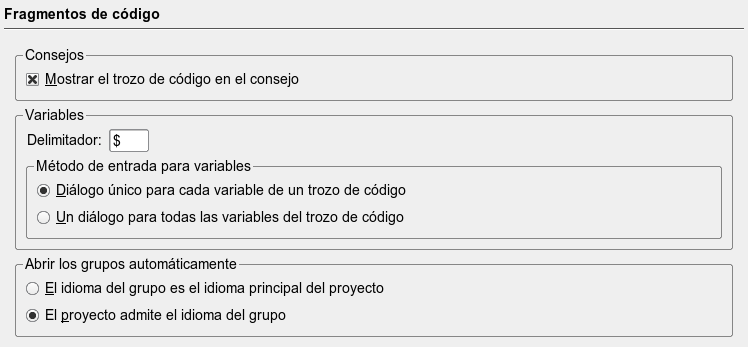 Fragmentos de código
Consejos
Mostrar el trozo de código en el consejo
Variables
Delimitador: $
Método de entrada para variables
Diálogo único para cada variable de un trozo de código
Un diálogo para todas las variables del trozo de código
Abrir los grupos automáticamente
El idioma del grupo es el idioma principal del proyecto
El proyecto admite el idioma del grupo